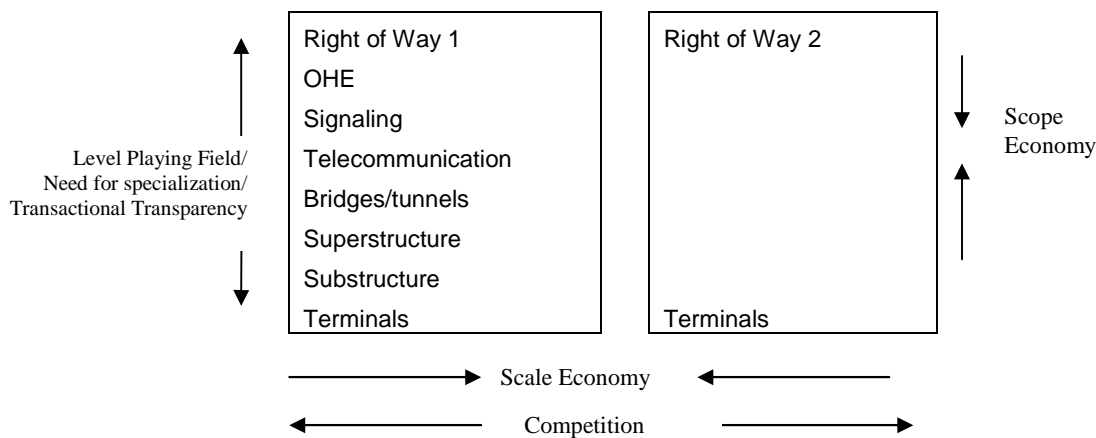 Right of Way 1
OHE
Signaling
Telecommunication
Bridges/tunnels
Superstructure
Substructure
Terminals
Right of Way 2
Terminals
Level Playing Field/
Need for specialization/
Transactional Transparency
Scope
Economy
Scale Economy
Competition